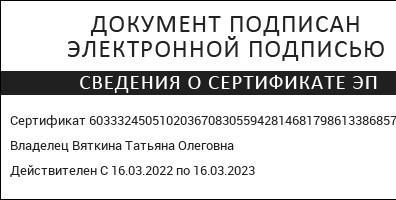 ДОКУМЕНТ ПОДПИСАН
ЭЛЕКТРОННОЙ ПОДПИСЬЮ
СВЕДЕНИЯ О СЕРТИФИКАТЕ ЭП
Сертификат 603332450510203670830559428146817986133868575
Владелец Вяткина Татьяна Олеговна
Действителен С 16.03.2022 по 16.03.2023